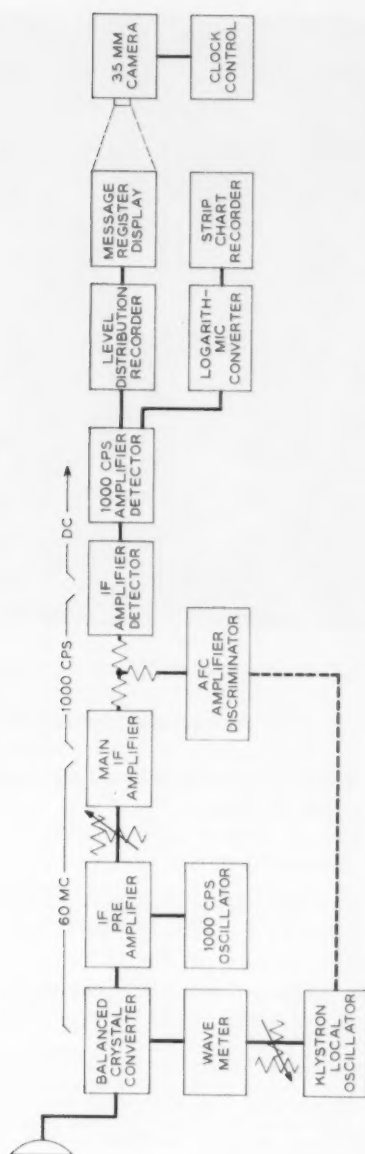 60 MC
1000 CPS
DC
BALANCED
CRYSTAL
CONVERTER
IF
PRE
AMPLIFIER
MAIN
IF
AMPLIFIER
IF
AMPLIFIER
DETECTOR
1000 CPS
AMPLIFIER
DETECTOR
LEVEL
DISTRIBUTION
RECORDER
MESSAGE
REGISTER
DISPLAY
35 MM
CAMERA
WAVE
METER
1000 CPS
OSCILLATOR
AFC
AMPLIFIER
DISCRIMINATOR
LOGARITH-
MIC
CONVERTER
STRIP
CHART
RECORDER
CLOCK
CONTROL
KLYSTRON
LOCAL
OSCILLATOR